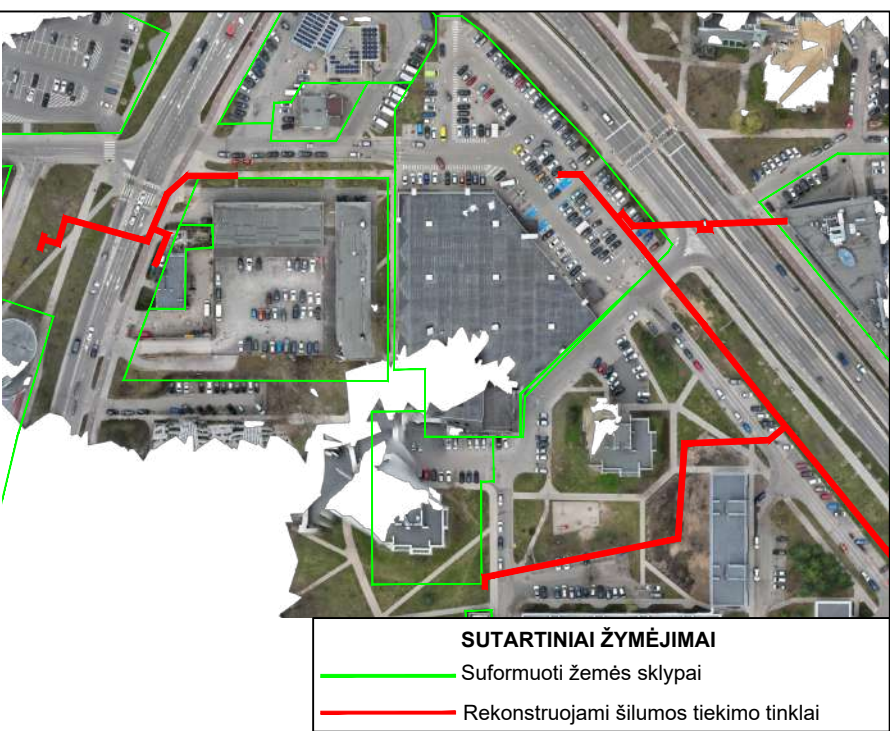 SUTARTINIAI ŽYMĖJIMAI
Suformuoti žemės sklypai
Rekonstruojami šilumos tiekimo tinklai